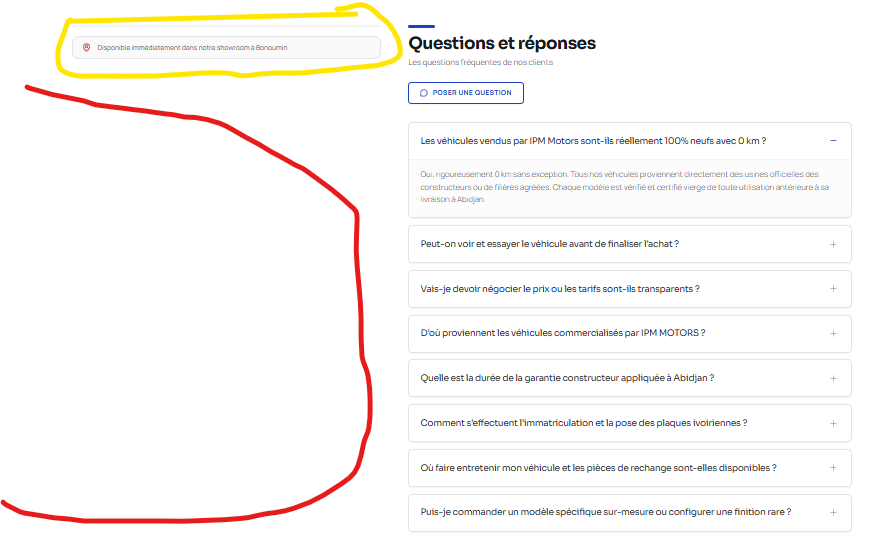 Disponible immédiatement dans notre showroom à Bonoumin
Questions et réponses
Les questions fréquentes de nos clients
POSER UNE QUESTION
Les véhicules vendus par IPM Motors sont-ils réellement 100% neufs avec 0 km ?
Oui, rigoureusement 0 km sans exception. Tous nos véhicules proviennent directement des usines officielles des
constructeurs ou de filières agréées. Chaque modèle est vérifié et certifié vierge de toute utilisation antérieure à sa
livraison à Abidjan.
Peut-on voir et essayer le véhicule avant de finaliser l'achat ?
Vais-je devoir négocier le prix ou les tarifs sont-ils transparents ?
D'où proviennent les véhicules commercialisés par IPM MOTORS ?
Quelle est la durée de la garantie constructeur appliquée à Abidjan ?
Comment s'effectuent l'immatriculation et la pose des plaques ivoiriennes ?
Où faire entretenir mon véhicule et les pièces de rechange sont-elles disponibles ?
Puis-je commander un modèle spécifique sur-mesure ou configurer une finition rare ?